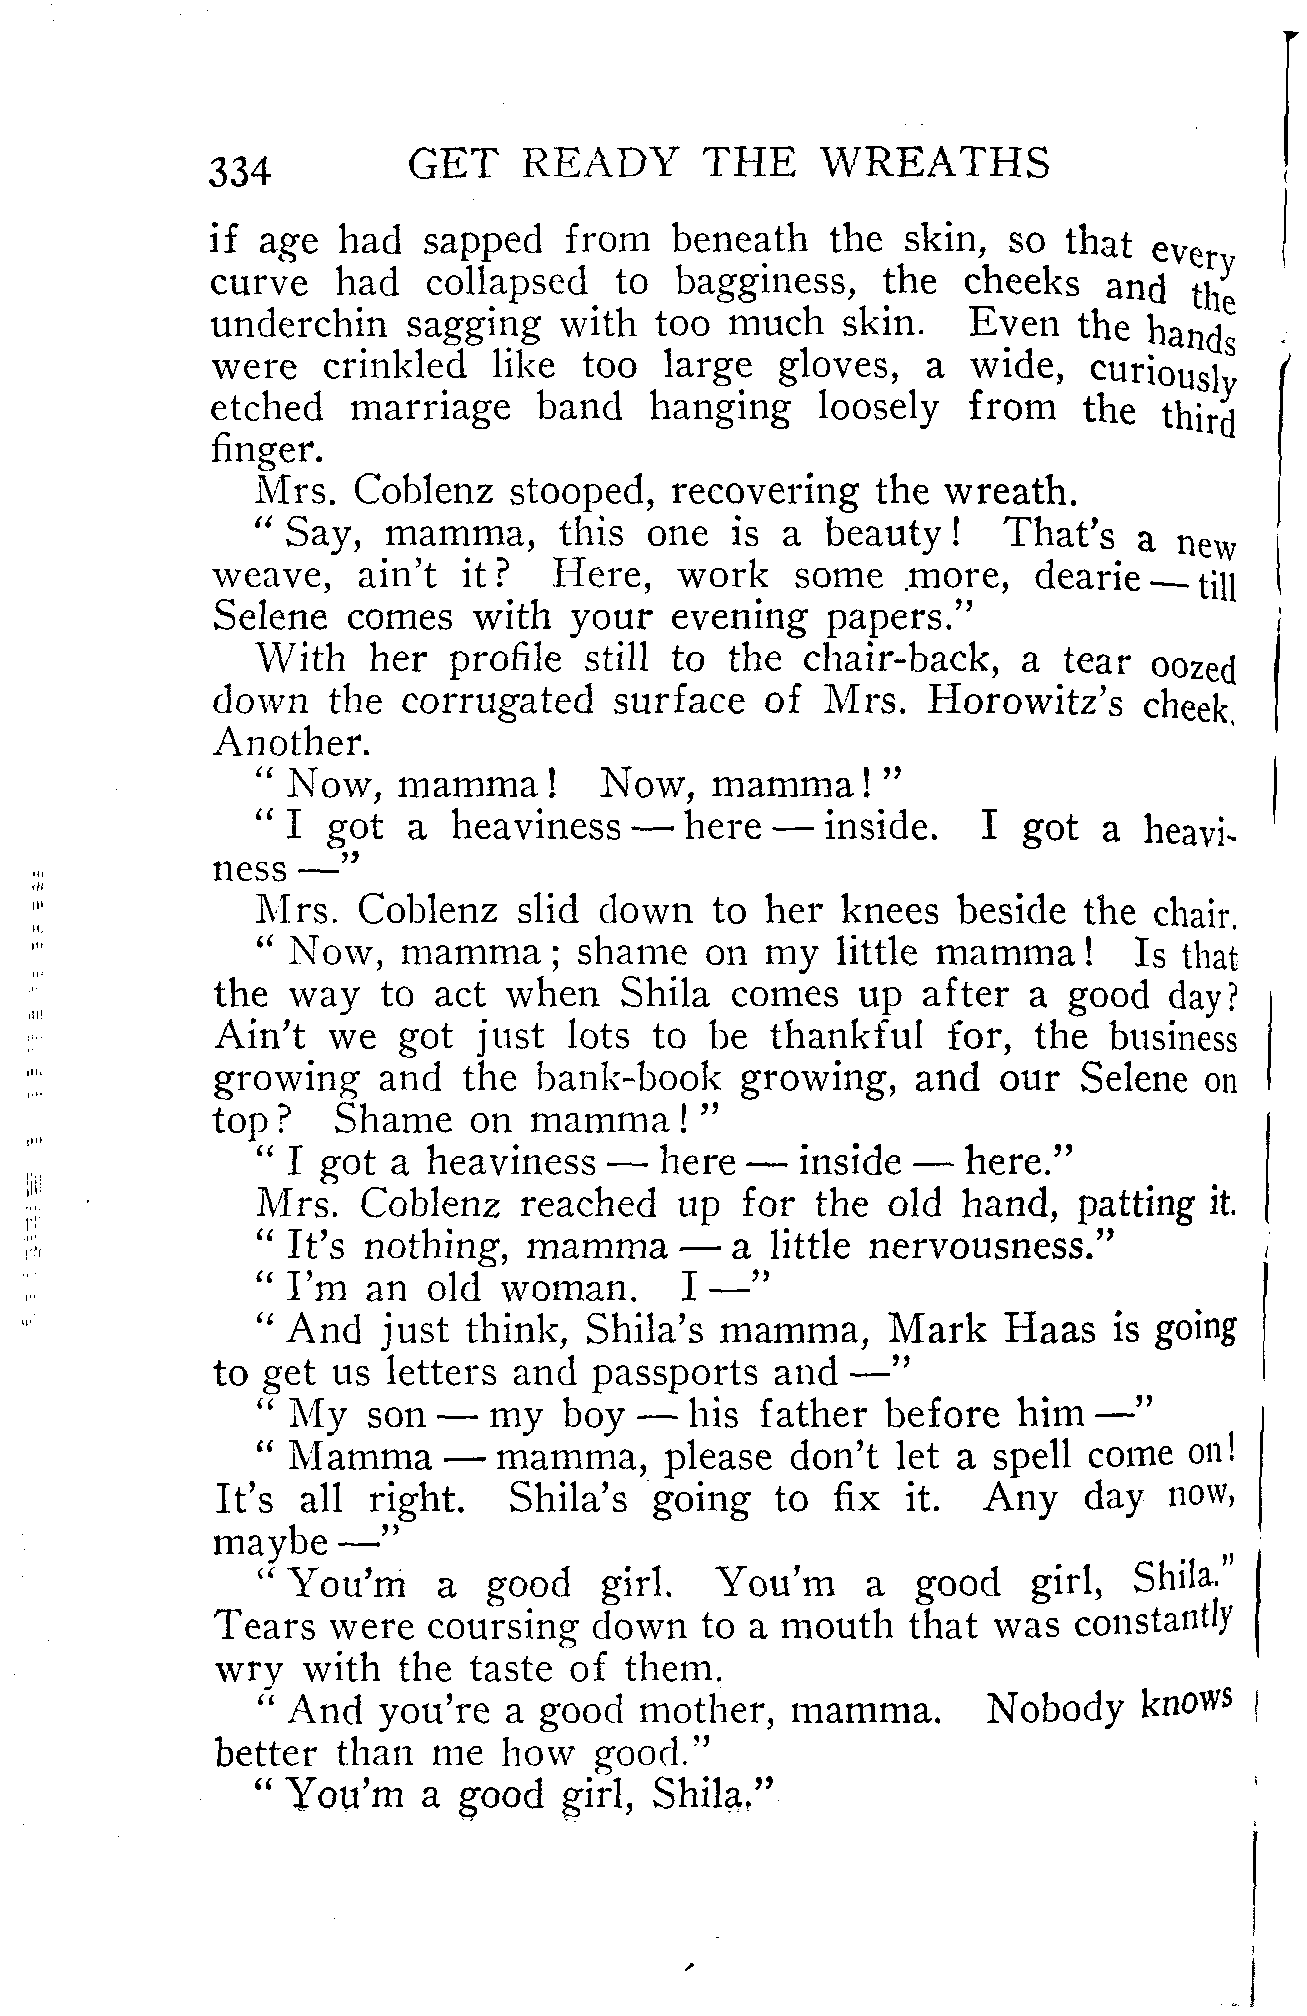 334 GET READY THE WREATHS
if age had sapped from beneath the skin, so that every
curve had collapsed to bagginess, the cheeks and the
underchin sagging with too much skin. Even the hands
were crinkled like too large gloves, a wide, curiously
etched marriage band hanging loosely from the third
finger.
Mrs. Coblenz stooped, recovering the wreath.
“ Say, mamma, this one is a beauty! That’s a new
weave, ain’t it? Here, work some more, dearie — till
Selene comes with your evening papers.”
With her profile still to the chair-back, a tear oozed
down the corrugated surface of Mrs. Horowitz’s cheek.
Another.
“ Now, mamma! Now, mamma! ”
“ I got a heaviness — here — inside. I got a heavi-
ness —”
Mrs. Coblenz slid down to her knees beside the chair.
“ Now, mamma; shame on my little mamma! Is that
the way to act when Shila comes up after a good day?
Ain’t we got just lots to be thankful for, the business
growing and the bank-book growing, and our Selene on
top? Shame on mamma! ”
“ I got a heaviness — here — inside — here.”
Mrs. Coblenz reached up for the old hand, patting it.
“ It’s nothing, mamma — a little nervousness.”
“ I’m an old woman. I —”
“ And just think, Shila’s mamma, Mark Haas is going
to get us letters and passports and —”
“ My son — my boy — his father before him —”
“ Mamma — mamma, please don’t let a spell come on!
It’s all right. Shila’s going to fix it. Any day now,
maybe —”
“ You’m a good girl. You’m a good girl, Shila.”
Tears were coursing down to a mouth that was constantly
wry with the taste of them.
“ And you’re a good mother, mamma. Nobody knows
better than me how good.”
“ You’m a good girl, Shila.”